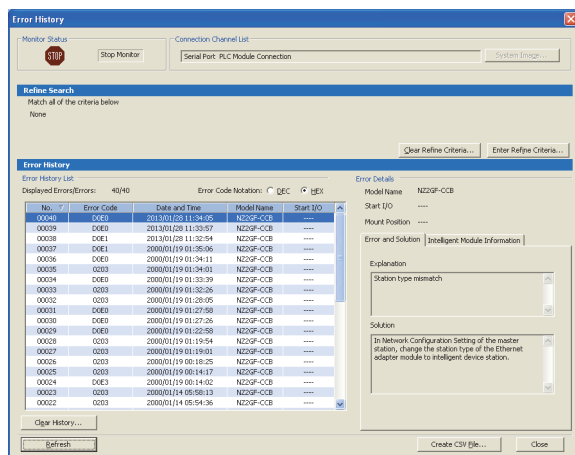 Error History
Monitor Status
STOP
Stop Monitor
Connection Channel List
Serial Port PLC Module Connection
System Image...
Refine Search
Match all of the criteria below
None
Clear Refine Criteria...
Enter Refine Criteria...
Error History
Error History List
Displayed Errors/Errors: 40/40
Error Code Notation: DEC HEX
No. Error Code Date and Time Model Name Start I/O
00040 D0E0 2013/01/28 11:34:05 NZ2GF-CCB ----
00039 D0E0 2013/01/28 11:33:57 NZ2GF-CCB ----
00038 D0E1 2013/01/28 11:32:54 NZ2GF-CCB ----
00037 D0E1 2000/01/19 01:35:06 NZ2GF-CCB ----
00036 D0E0 2000/01/19 01:34:11 NZ2GF-CCB ----
00035 0203 2000/01/19 01:34:01 NZ2GF-CCB ----
00034 D0E0 2000/01/19 01:33:39 NZ2GF-CCB ----
00033 0203 2000/01/19 01:32:26 NZ2GF-CCB ----
00032 0203 2000/01/19 01:28:05 NZ2GF-CCB ----
00031 D0E0 2000/01/19 01:27:58 NZ2GF-CCB ----
00030 D0E0 2000/01/19 01:27:26 NZ2GF-CCB ----
00029 D0E0 2000/01/19 01:22:58 NZ2GF-CCB ----
00028 0203 2000/01/19 01:19:54 NZ2GF-CCB ----
00027 0203 2000/01/19 01:19:01 NZ2GF-CCB ----
00026 0203 2000/01/19 00:18:25 NZ2GF-CCB ----
00025 0203 2000/01/19 00:14:17 NZ2GF-CCB ----
00024 D0E3 2000/01/19 00:14:02 NZ2GF-CCB ----
00023 0203 2000/01/14 05:58:13 NZ2GF-CCB ----
00022 0203 2000/01/14 05:54:36 NZ2GF-CCB ----
Error Details
Model Name NZ2GF-CCB
Start I/O ----
Mount Position ----
Error and Solution
Intelligent Module Information
Explanation
Station type mismatch
Solution
In Network Configuration Setting of the master
station, change the station type of the Ethernet
adapter module to intelligent device station.
Clear History...
Refresh
Create CSV File...
Close